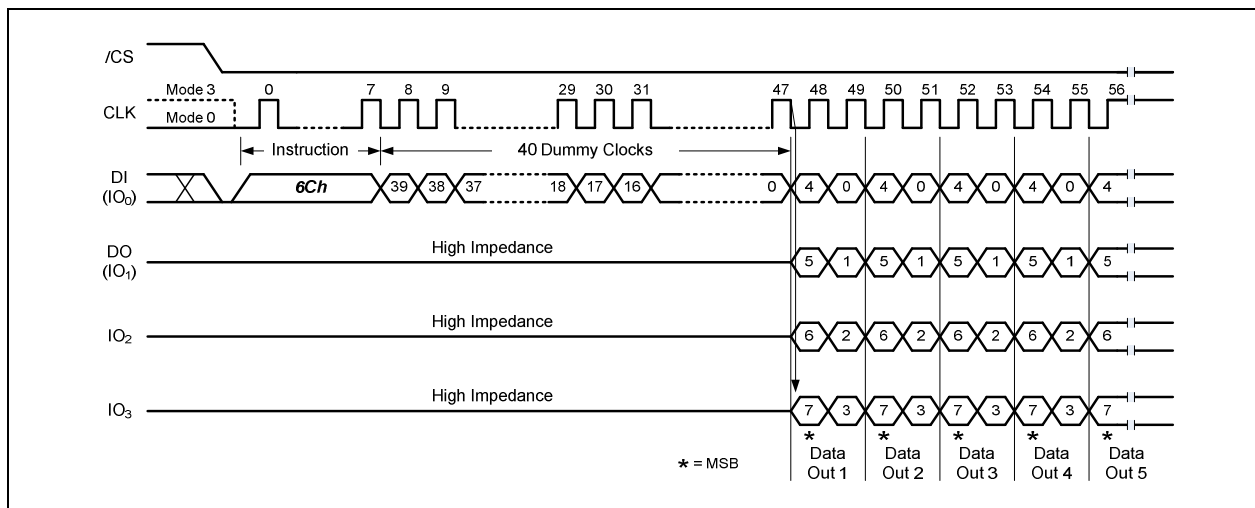 /CS
Mode 3 0 7 8 9 29 30 31 47 48 49 50 51 52 53 54 55 56
CLK
Mode 0
Instruction 40 Dummy Clocks
DI
(IO0)
6Ch 39 38 37 18 17 16 0 4 0 4 0 4 0 4 0 4
High Impedance
DO
(IO1)
5 1 5 1 5 1 5 1 5
High Impedance
IO2 6 2 6 2 6 2 6 2 6
High Impedance
IO3 7 3 7 3 7 3 7 3 7
* * * * *
* = MSB
Data Out 1
Data Out 2
Data Out 3
Data Out 4
Data Out 5